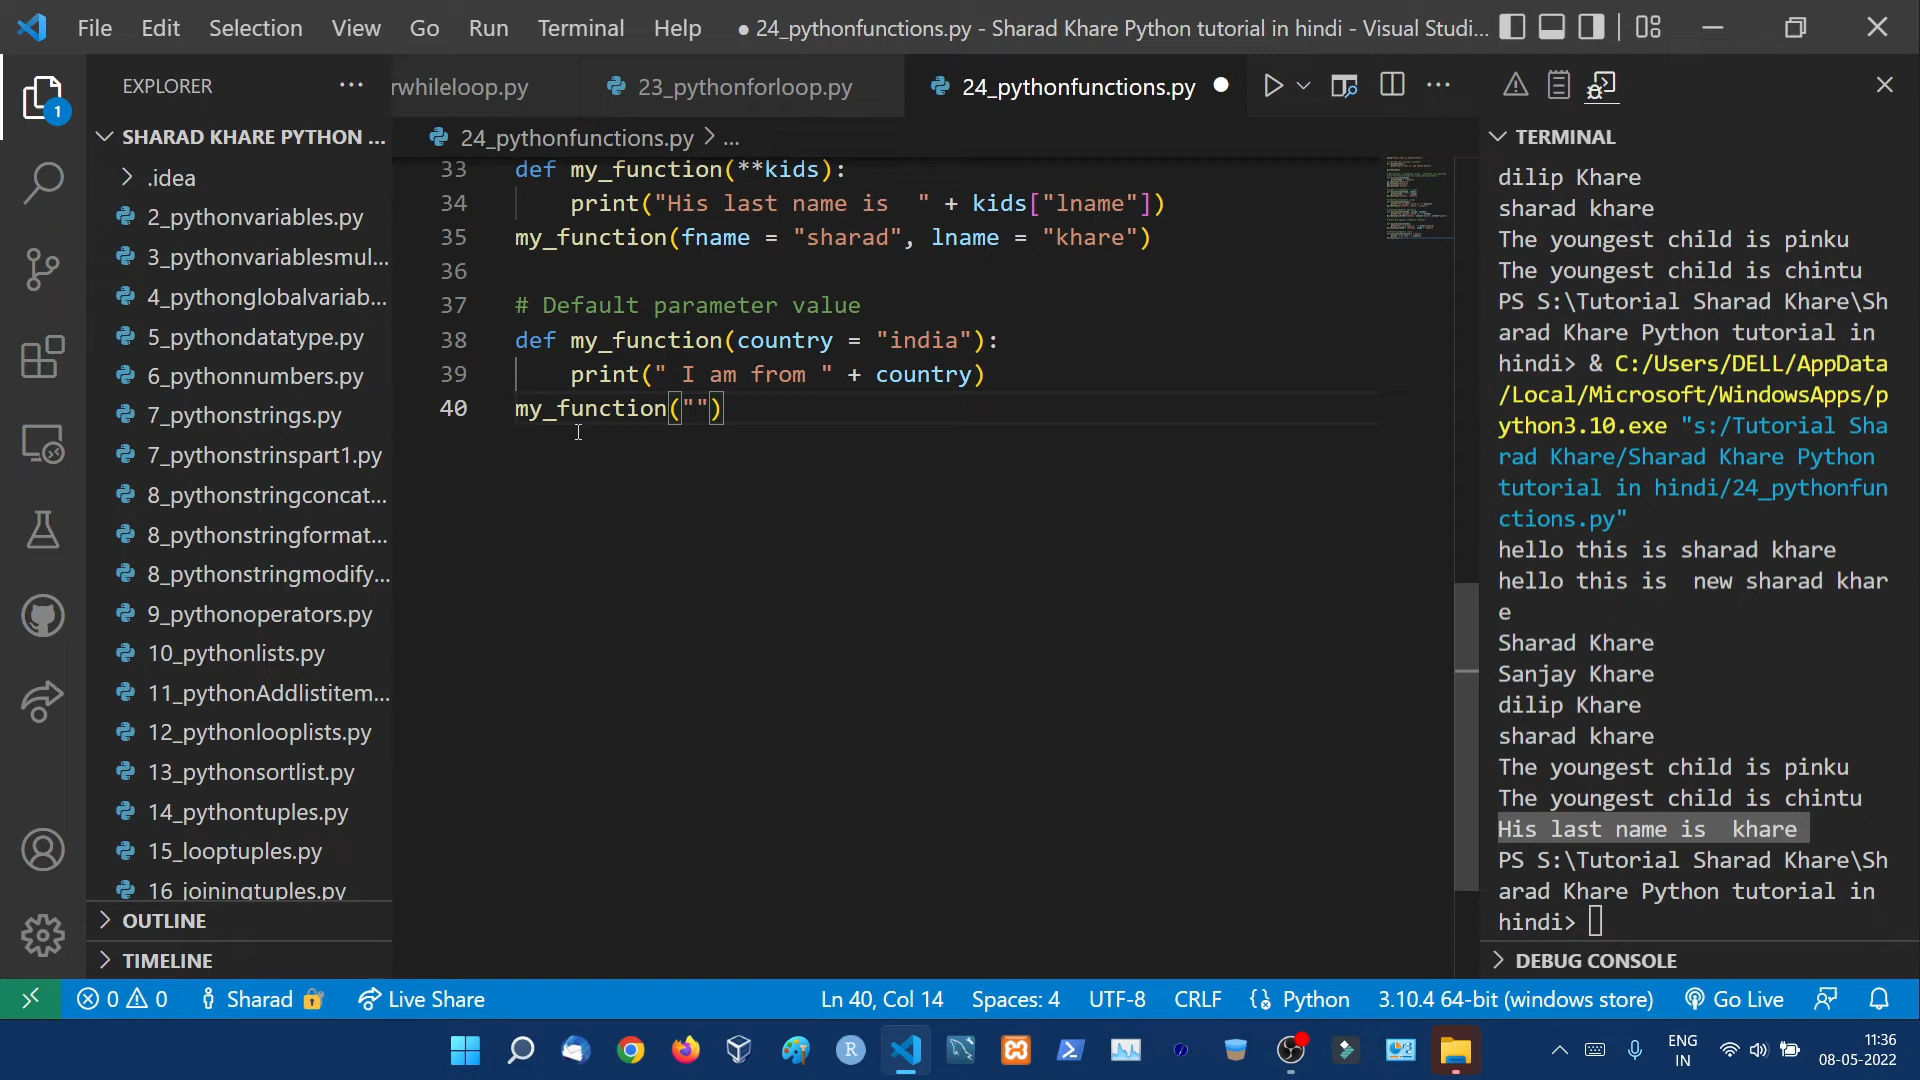 File Edit Selection View Go Run Terminal Help ● 24_pythonfunctions.py - Sharad Khare Python tutorial in hindi - Visual Studi...
EXPLORER ...
rwhileloop.py 23_pythonforloop.py 24_pythonfunctions.py
SHARAD KHARE PYTHON ...
24_pythonfunctions.py > ...
.idea
2_pythonvariables.py
3_pythonvariablesmul...
4_pythonglobalvariab...
5_pythondatatype.py
6_pythonnumbers.py
7_pythonstrings.py
7_pythonstrinspart1.py
8_pythonstringconcat...
8_pythonstringformat...
8_pythonstringmodify...
9_pythonoperators.py
10_pythonlists.py
11_pythonAddlistitem...
12_pythonlooplists.py
13_pythonsortlist.py
14_pythontuples.py
15_looptuples.py
16_joiningtuples.py
OUTLINE
TIMELINE
1
33 def my_function(**kids):
34 print("His last name is  " + kids["lname"])
35 my_function(fname = "sharad", lname = "khare")
36
37 # Default parameter value
38 def my_function(country = "india"):
39 print(" I am from " + country)
40 my_function("")
TERMINAL
dilip Khare
sharad khare
The youngest child is pinku
The youngest child is chintu
PS S:\Tutorial Sharad Khare\Sh
arad Khare Python tutorial in
hindi> & C:/Users/DELL/AppData
/Local/Microsoft/WindowsApps/p
ython3.10.exe "s:/Tutorial Sha
rad Khare/Sharad Khare Python
tutorial in hindi/24_pythonfun
ctions.py"
hello this is sharad khare
hello this is  new sharad khar
e
Sharad Khare
Sanjay Khare
dilip Khare
sharad khare
The youngest child is pinku
The youngest child is chintu
His last name is  khare
PS S:\Tutorial Sharad Khare\Sh
arad Khare Python tutorial in
hindi>
DEBUG CONSOLE
0 0 Sharad Live Share Ln 40, Col 14 Spaces: 4 UTF-8 CRLF Python 3.10.4 64-bit (windows store) Go Live
R ENG
IN
11:36
08-05-2022